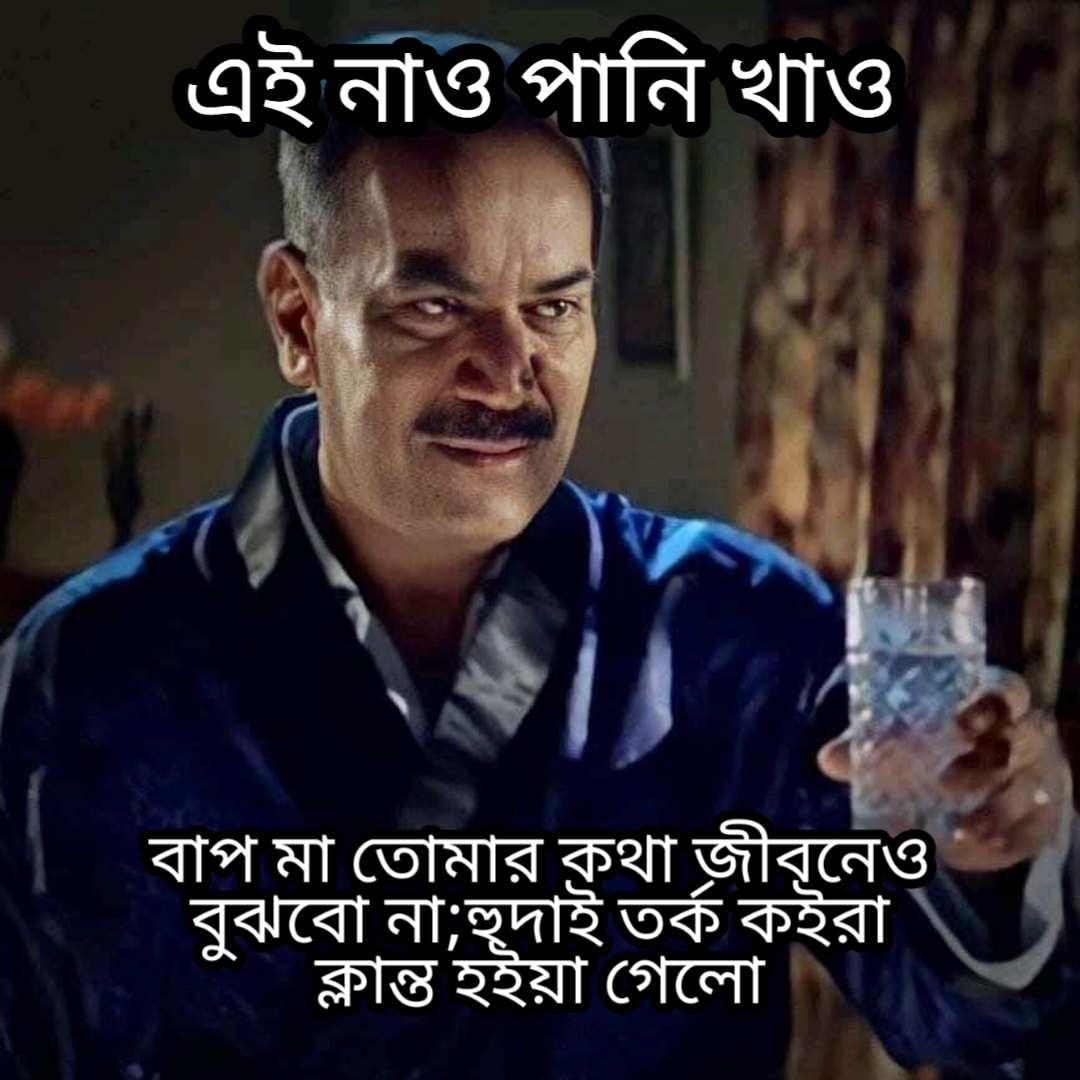 এই নাও পানি খাও
বাপ মা তোমার কথা জীবনেও
বুঝবো না;হুদাই তর্ক কইরা
ক্লান্ত হইয়া গেলো